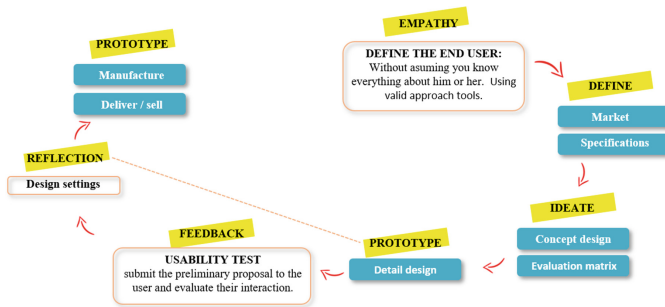 EMPATHY
DEFINE THE END USER:
Without asuming you know
everything about him or her. Using
valid approach tools.
DEFINE
Market
Specifications
IDEATE
Concept design
Evaluation matrix
PROTOTYPE
Detail design
FEEDBACK
USABILITY TEST
submit the preliminary proposal to the
user and evaluate their interaction.
REFLECTION
Design settings
PROTOTYPE
Manufacture
Deliver / sell